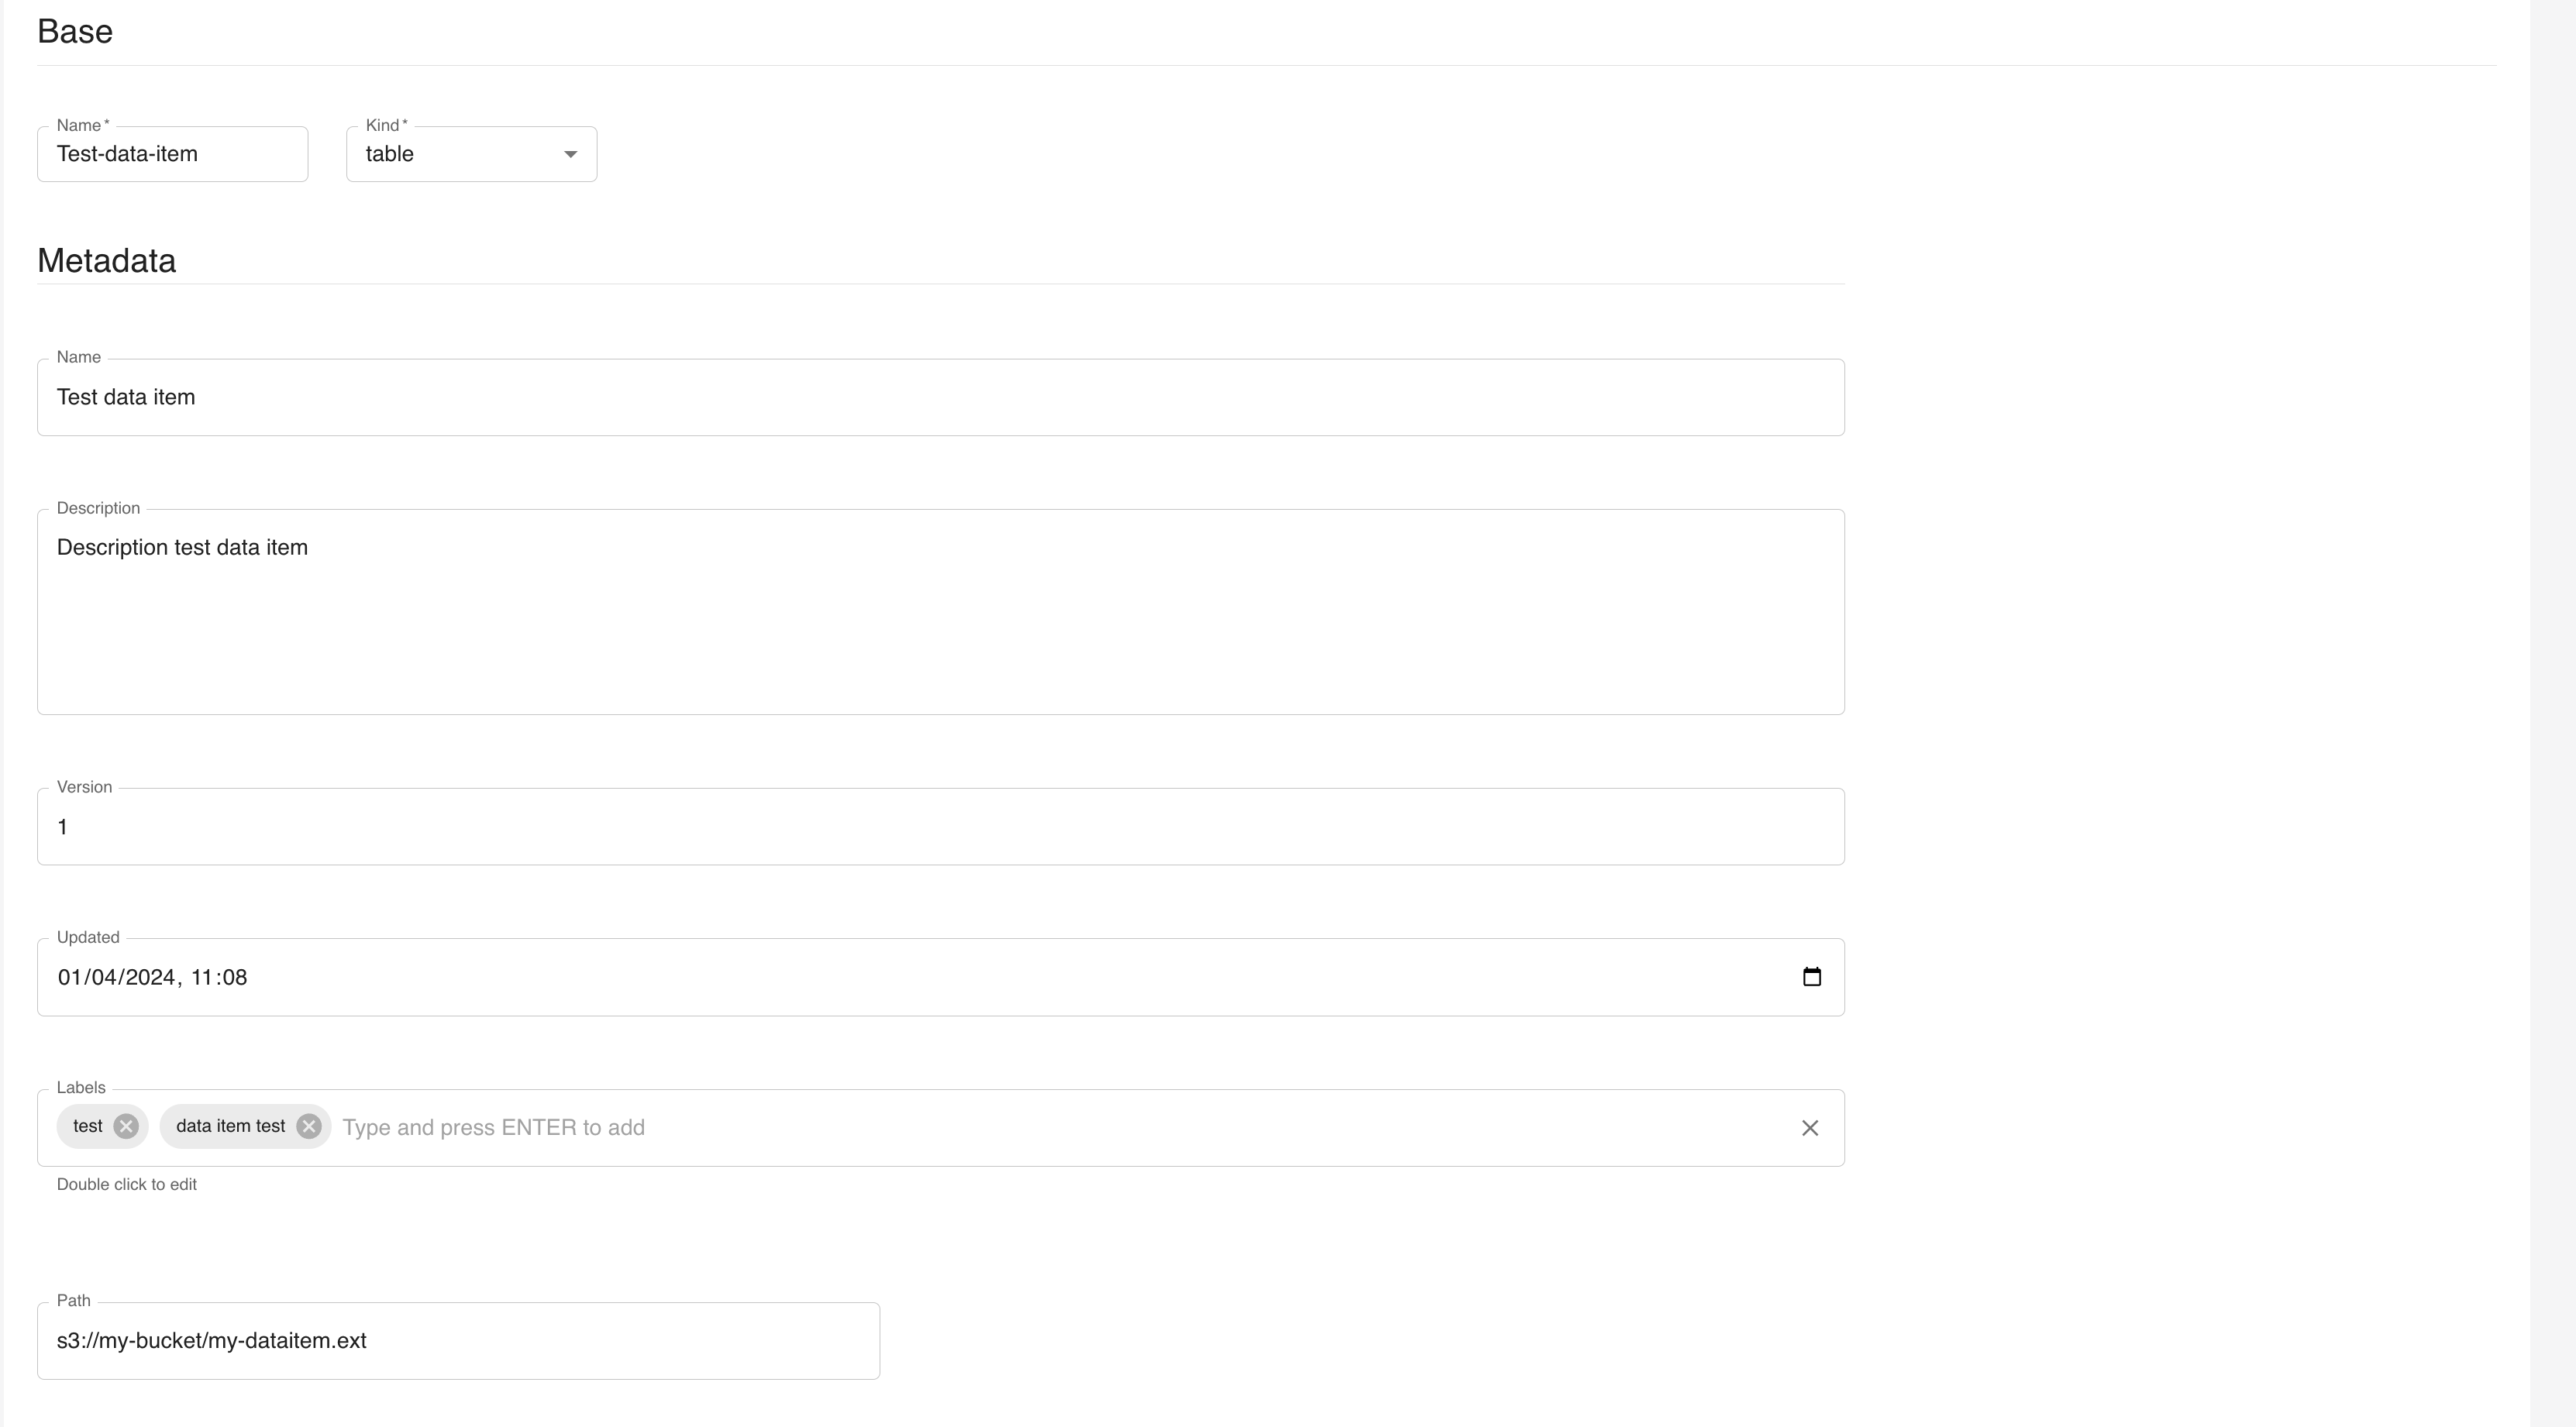 Base
Name *
Kind *
Test-data-item
table
Metadata
Name
Test data item
Description
Description test data item
Version
1
Updated
01/04/2024, 11:08
Labels
test
data item test
Type and press ENTER to add
Double click to edit
Path
s3://my-bucket/my-dataitem.ext